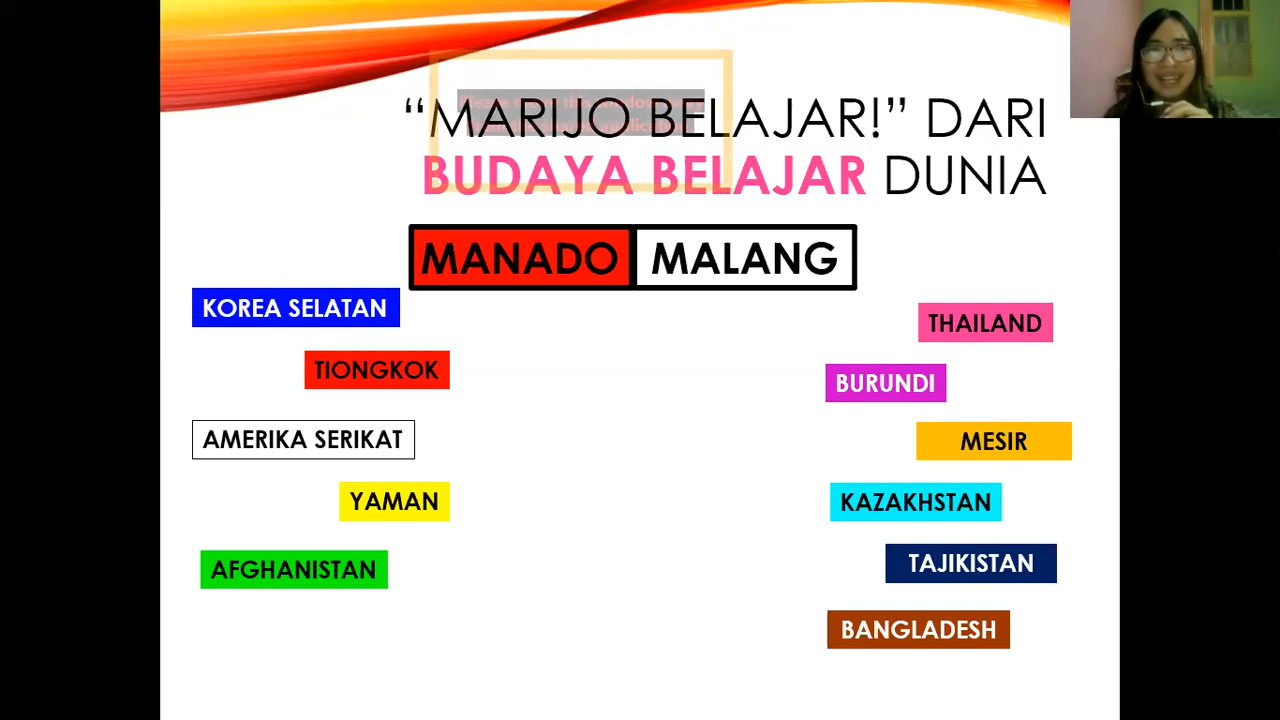 “MARIJO BELAJAR!” DARI
BUDAYA BELAJAR DUNIA
MANADO MALANG
KOREA SELATAN
TIONGKOK
AMERIKA SERIKAT
YAMAN
AFGHANISTAN
THAILAND
BURUNDI
MESIR
KAZAKHSTAN
TAJIKISTAN
BANGLADESH